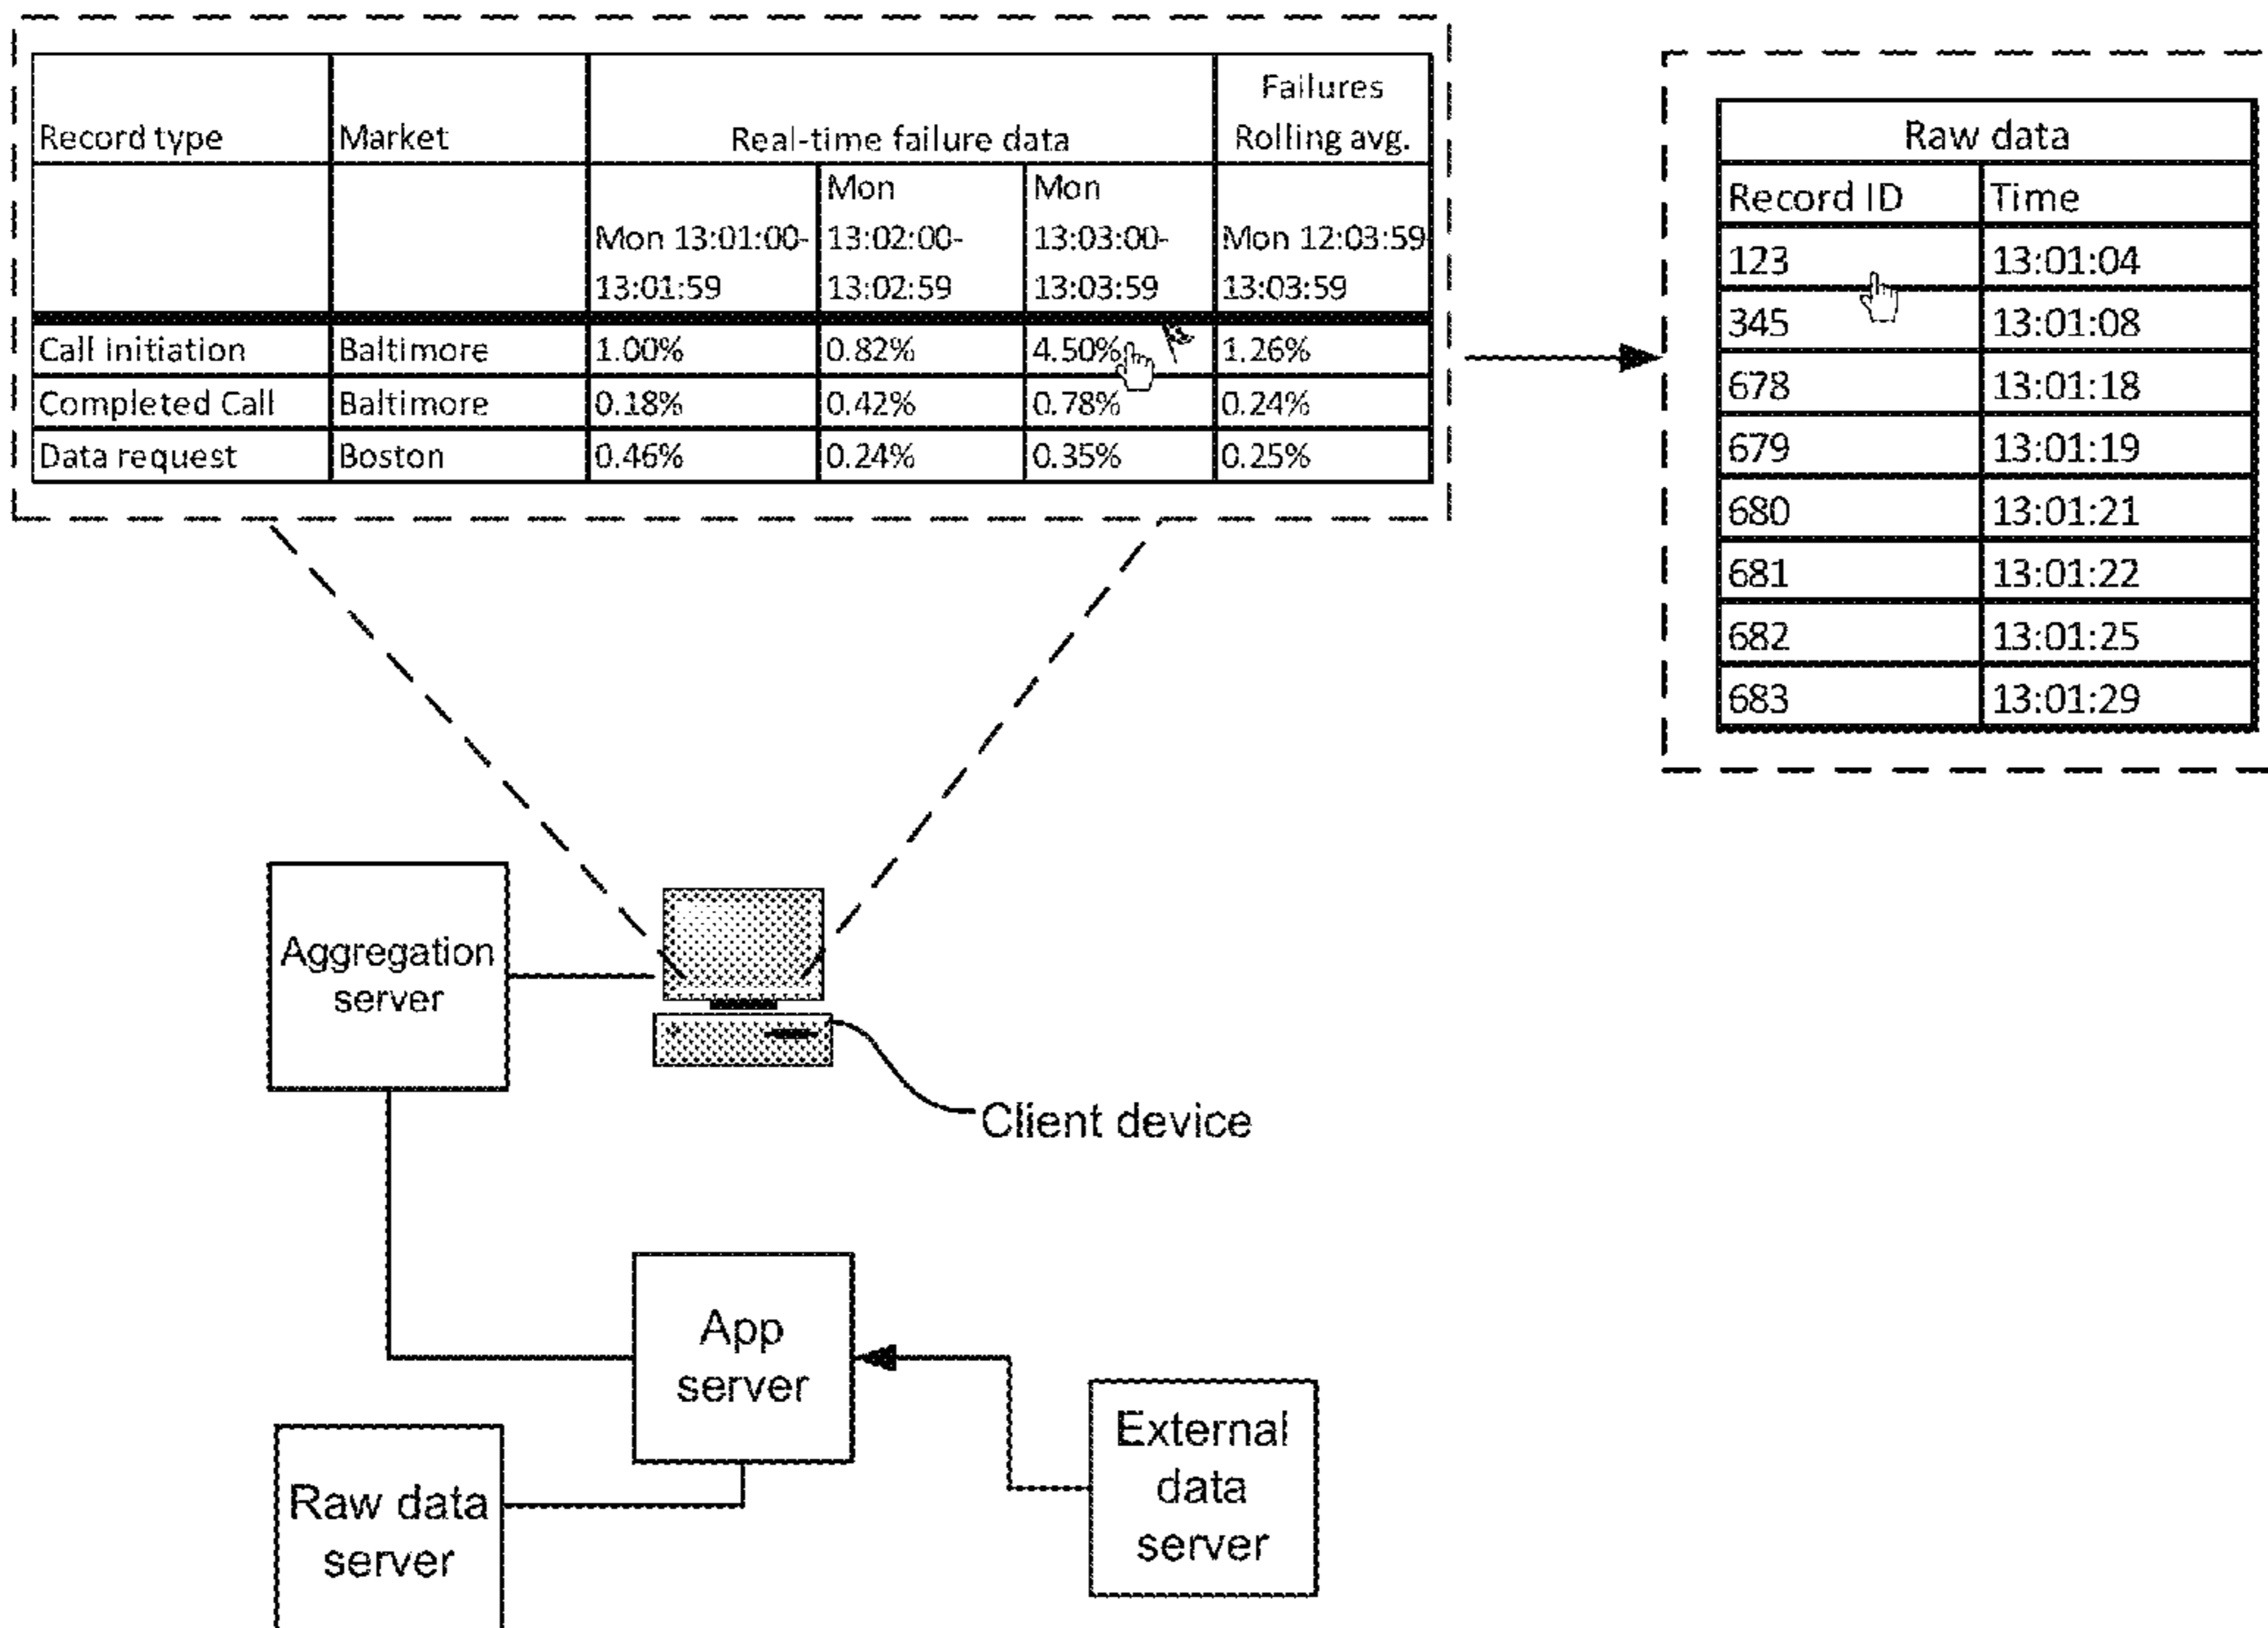 Record type Market Real-time failure data Failures Rolling avg.
Mon 13:01:00-13:01:59 Mon 13:02:00-13:02:59 Mon 13:03:00-13:03:59 Mon 12:03:59 13:03:59
Call initiation Baltimore 1.00% 0.82% 4.50% 1.26%
Completed Call Baltimore 0.18% 0.42% 0.78% 0.24%
Data request Boston 0.46% 0.24% 0.35% 0.25%
Raw data
Record ID Time
123 13:01:04
345 13:01:08
678 13:01:18
679 13:01:19
680 13:01:21
681 13:01:22
682 13:01:25
683 13:01:29
Aggregation
server
Client device
App
server
External
data
server
Raw data
server